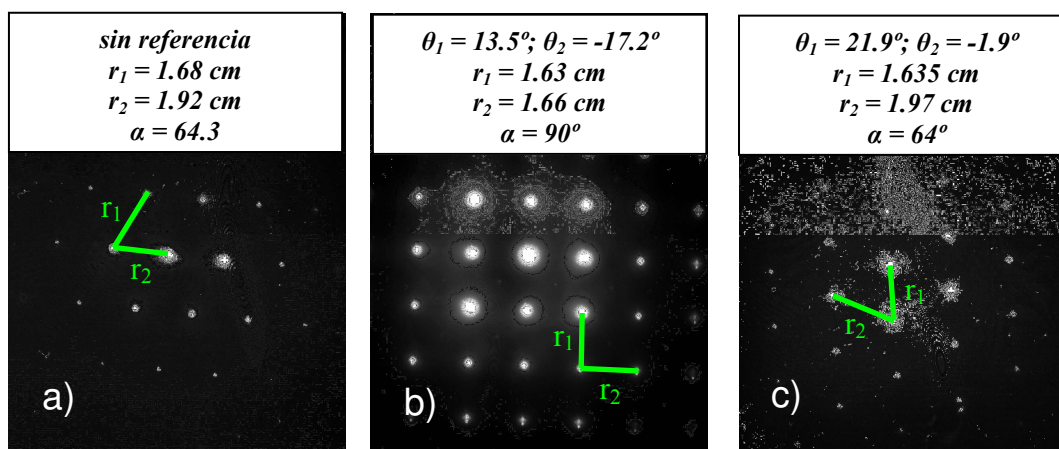 sin referencia
r₁ = 1.68 cm
r₂ = 1.92 cm
α = 64.3
θ₁ = 13.5º; θ₂ = -17.2º
r₁ = 1.63 cm
r₂ = 1.66 cm
α = 90º
θ₁ = 21.9º; θ₂ = -1.9º
r₁ = 1.635 cm
r₂ = 1.97 cm
α = 64º
r₁
r₂
a)
r₁
r₂
b)
r₁
r₂
c)